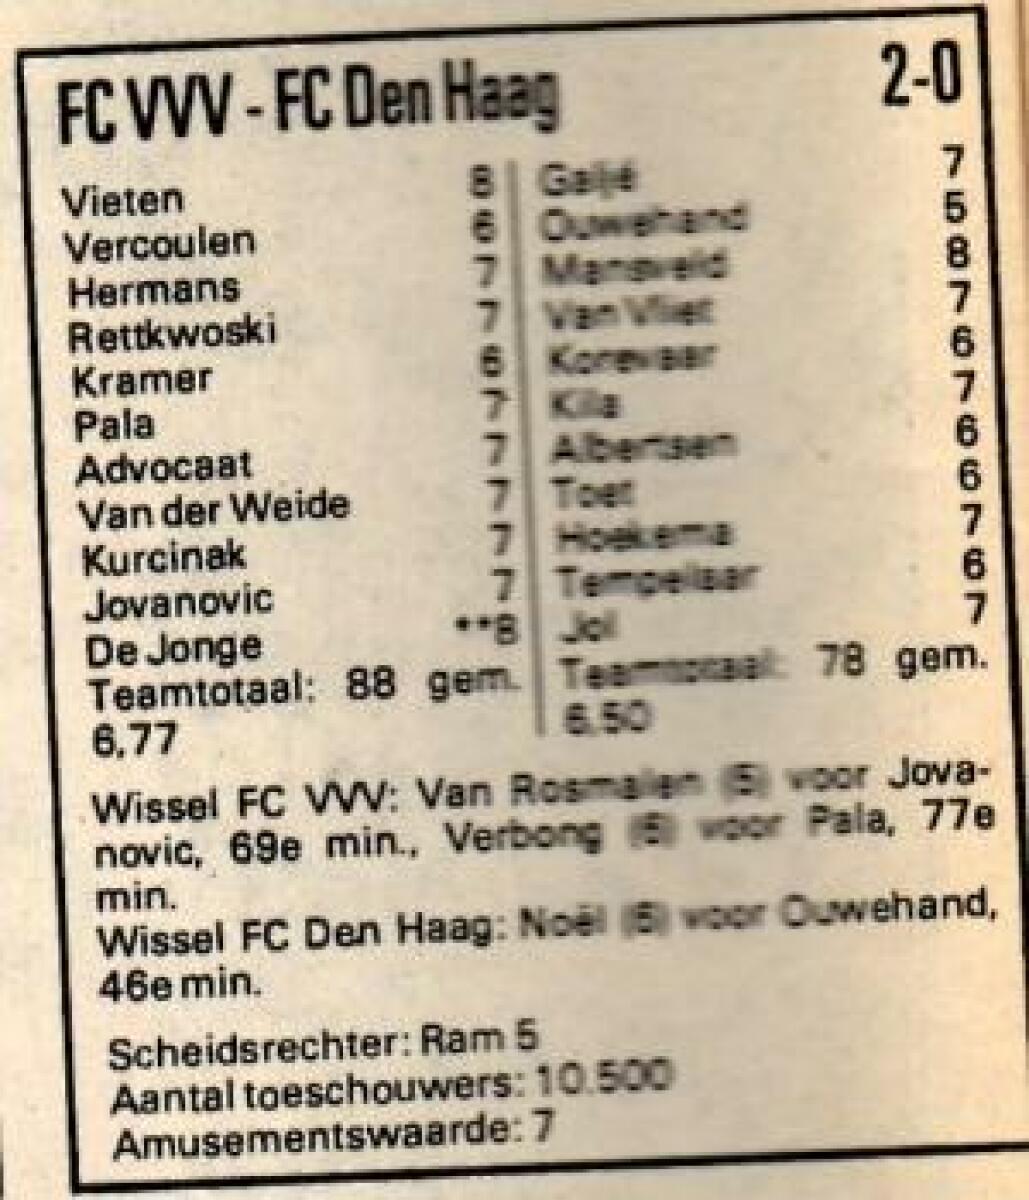 FC VVV - FC Den Haag 2-0
Vieten 8 Galjé 7
Vercoulen 6 Ouwehand 5
Hermans 7 Mansveld 8
Rettkwoski 7 Van Vliet 7
Kramer 6 Korevaar 6
Pala 7 Kila 7
Advocaat 7 Albertsen 6
Van der Weide 7 Toet 6
Kurcinak 7 Hoekema 7
Jovanovic 7 Tempelaar 6
De Jonge **8 Jol 7
Teamtotaal: 88 gem. Teamtotaal: 78 gem.
6,77 6,50
Wissel FC VVV: Van Rosmalen voor Jova-
novic, 69e min., Verbong (6) voor Pala, 77e
min.
Wissel FC Den Haag: Noël voor Ouwehand,
46e min.
Scheidsrechter: Ram 5
Aantal toeschouwers: 10.500
Amusementswaarde: 7